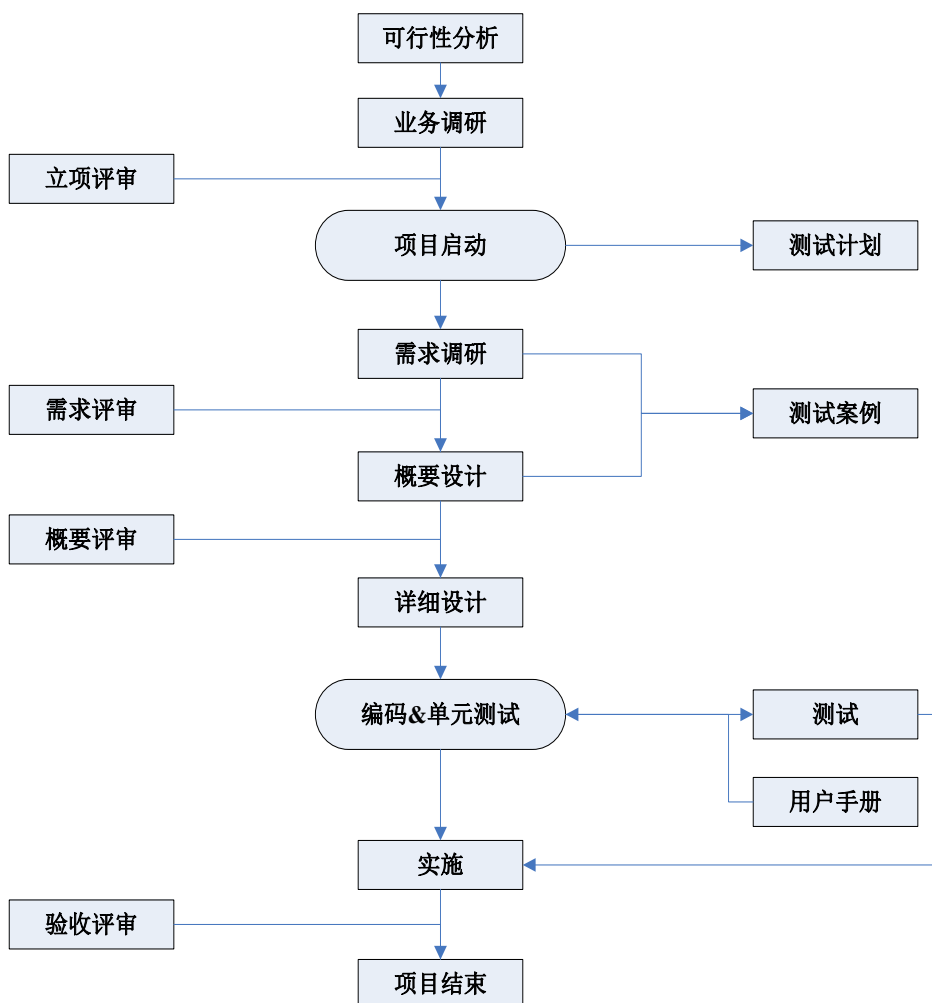 可行性分析
业务调研
立项评审
项目启动
测试计划
需求调研
需求评审
测试案例
概要设计
概要评审
详细设计
编码&单元测试
测试
用户手册
实施
验收评审
项目结束